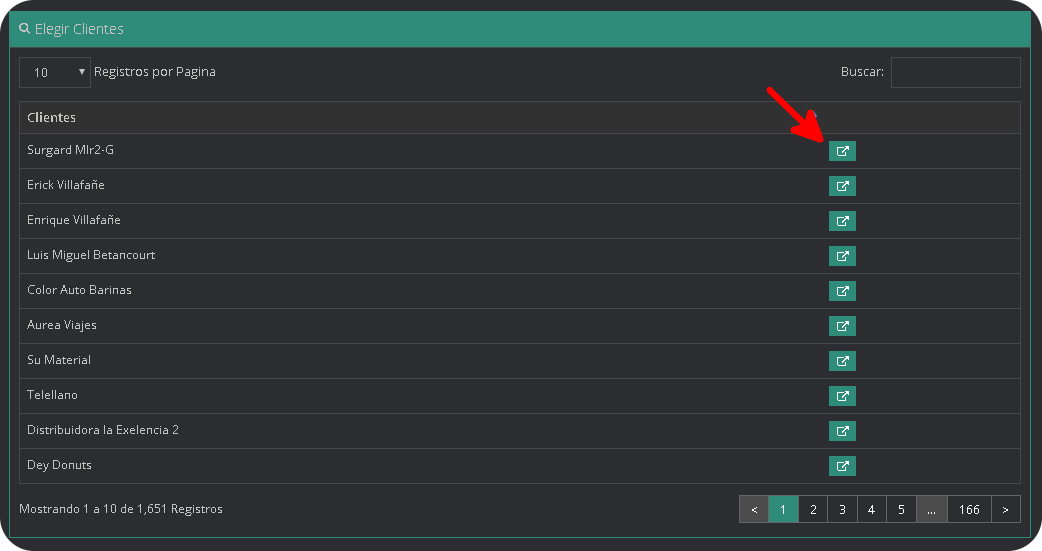 Elegir Clientes
10 Registros por Pagina Buscar:
Clientes
Surgard Mlr2-G
Erick Villafañe
Enrique Villafañe
Luis Miguel Betancourt
Color Auto Barinas
Aurea Viajes
Su Material
Telellano
Distribuidora la Exelencia 2
Dey Donuts
Mostrando 1 a 10 de 1,651 Registros < 1 2 3 4 5 ... 166 >